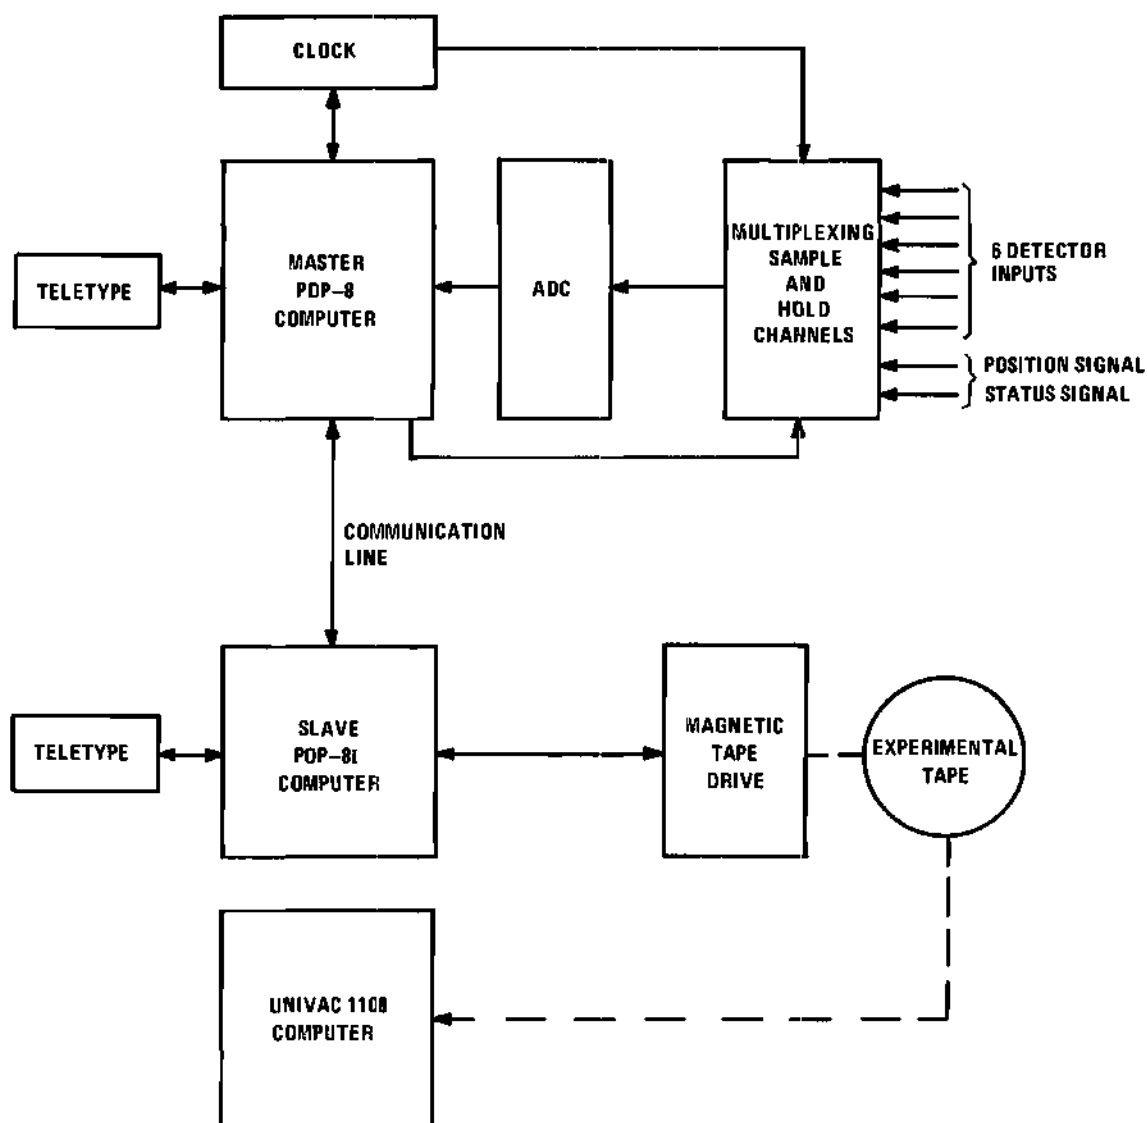 CLOCK
MULTIPLEXING
SAMPLE
AND
HOLD
CHANNELS
6 DETECTOR
INPUTS
MASTER
PDP-8
COMPUTER
ADC
TELETYPE
POSITION SIGNAL
STATUS SIGNAL
COMMUNICATION
LINE
TELETYPE
SLAVE
PDP-8I
COMPUTER
MAGNETIC
TAPE
DRIVE
EXPERIMENTAL
TAPE
UNIVAC 1108
COMPUTER